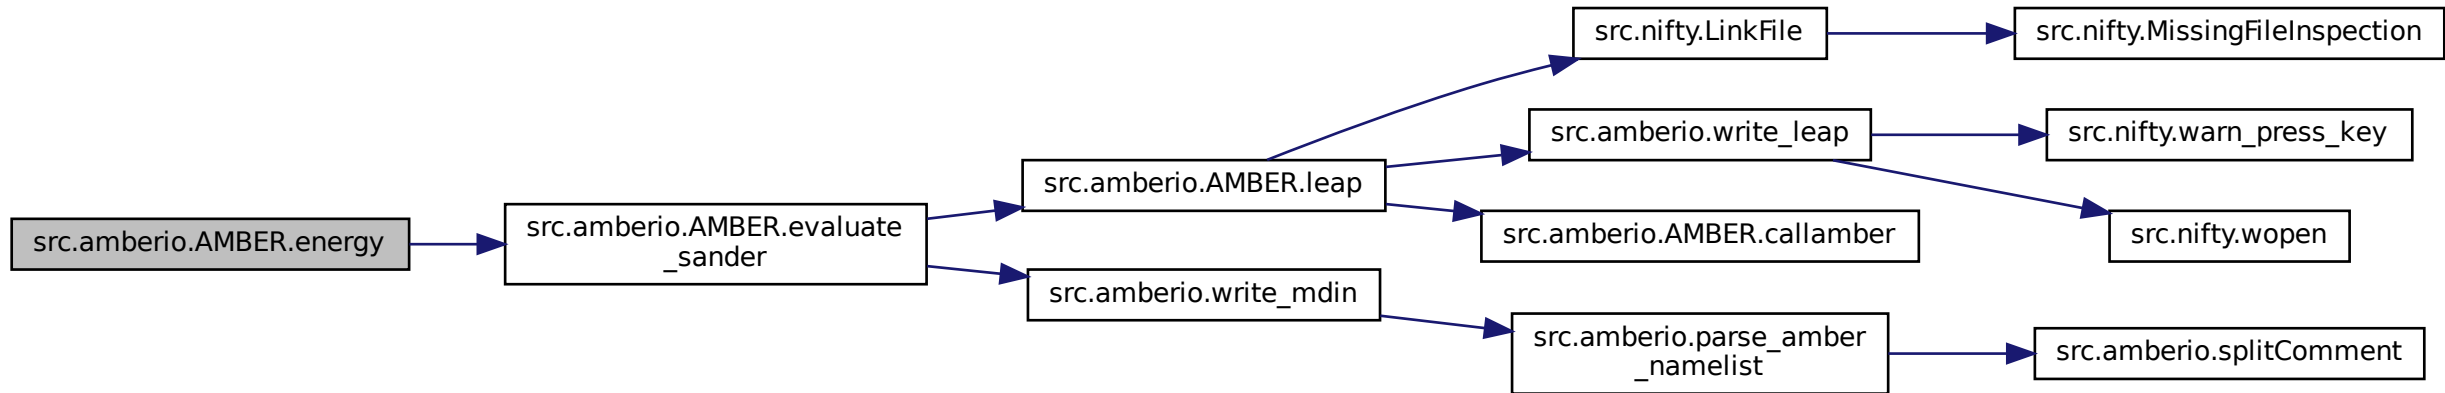 src.amberio.AMBER.energy
src.amberio.AMBER.evaluate
_sander
src.amberio.AMBER.leap
src.amberio.write_mdin
src.nifty.LinkFile
src.amberio.write_leap
src.amberio.AMBER.callamber
src.amberio.parse_amber
_namelist
src.nifty.MissingFileInspection
src.nifty.warn_press_key
src.nifty.wopen
src.amberio.splitComment